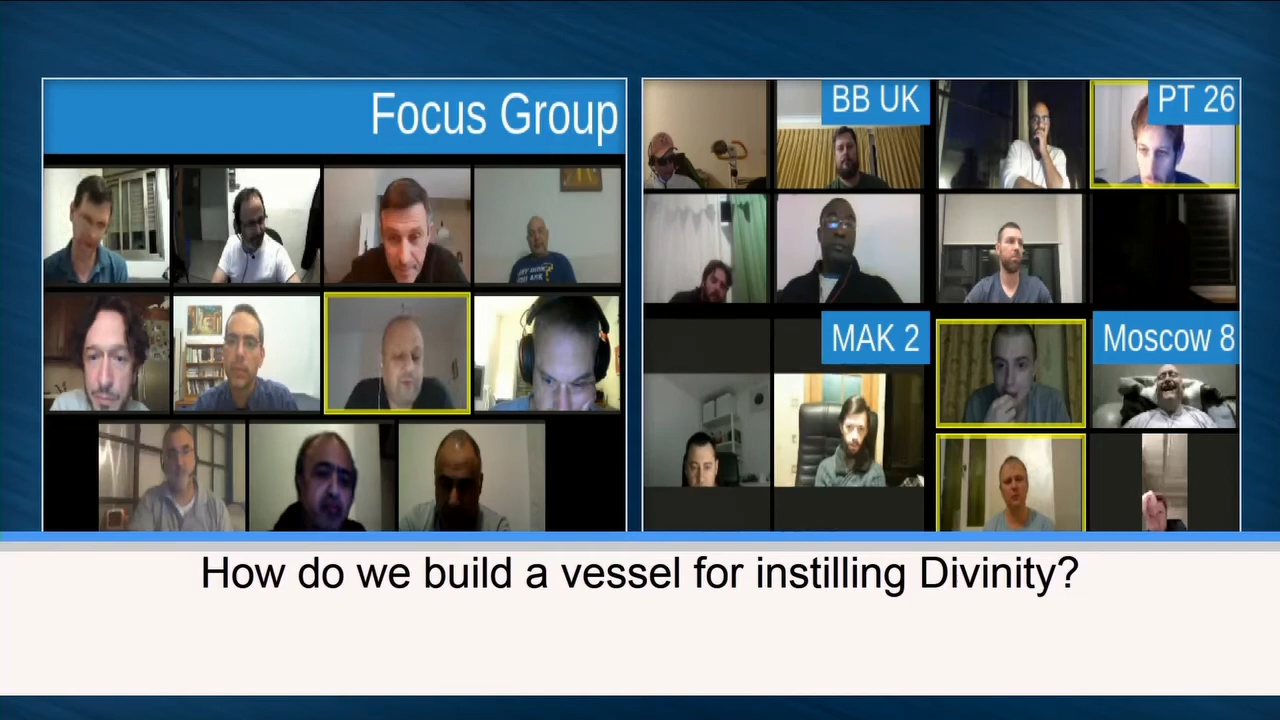 Focus Group
BB UK
PT 26
MAK 2
Moscow 8
How do we build a vessel for instilling Divinity?